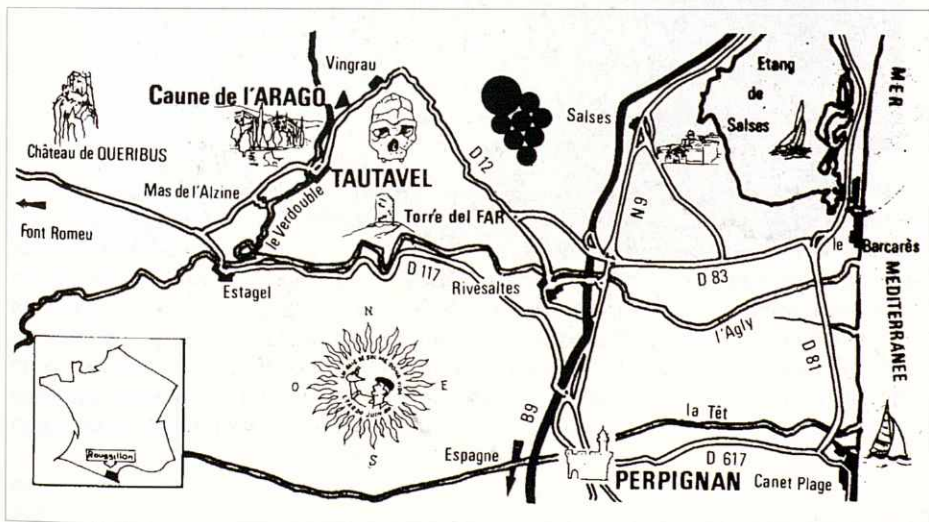 Vingrau
Caune de l'ARAGO
Château de QUERIBUS
Mas de l'Alzine
TAUTAVEL
le Verdouble
Torre del FAR
Font Romeu
Estagel
D 117
Rivesaltes
D 12
Salses
Etang
de
Salses
MER
MEDITERRANEE
N9
le
Barcarès
D 83
l'Agly
D 81
N
O
E
S
B9
la Têt
Espagne
D 617
PERPIGNAN
Canet Plage
Roussillon